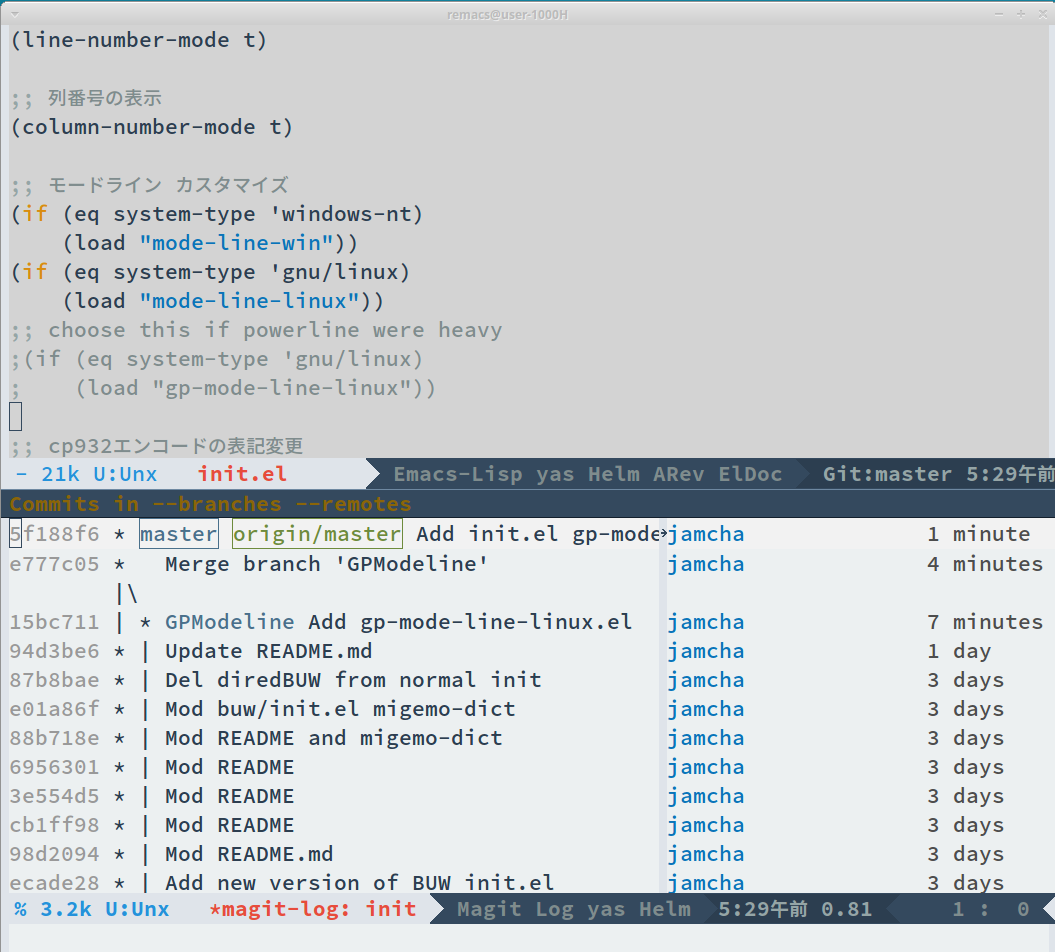 remacs@user-1000H
(line-number-mode t)
;; 列番号の表示
(column-number-mode t)
;; モードライン カスタマイズ
(if (eq system-type 'windows-nt)
(load "mode-line-win"))
(if (eq system-type 'gnu/linux)
(load "mode-line-linux"))
;; choose this if powerline were heavy
;(if (eq system-type 'gnu/linux)
; (load "gp-mode-line-linux"))
;; cp932エンコードの表記変更
- 21k U:Unx init.el Emacs-Lisp yas Helm ARev ElDoc Git:master 5:29午前
Commits in --branches --remotes
5f188f6 * master origin/master Add init.el gp-mode jamcha 1 minute
e777c05 * Merge branch 'GPModeline' jamcha 4 minutes
|\
15bc711 | * GPModeline Add gp-mode-line-linux.el jamcha 7 minutes
94d3be6 * | Update README.md jamcha 1 day
87b8bae * | Del diredBUW from normal init jamcha 3 days
e01a86f * | Mod buw/init.el migemo-dict jamcha 3 days
88b718e * | Mod README and migemo-dict jamcha 3 days
6956301 * | Mod README jamcha 3 days
3e554d5 * | Mod README jamcha 3 days
cb1ff98 * | Mod README jamcha 3 days
98d2094 * | Mod README.md jamcha 3 days
ecade28 * | Add new version of BUW init.el jamcha 3 days
% 3.2k U:Unx *magit-log: init Magit Log yas Helm 5:29午前 0.81 1 : 0